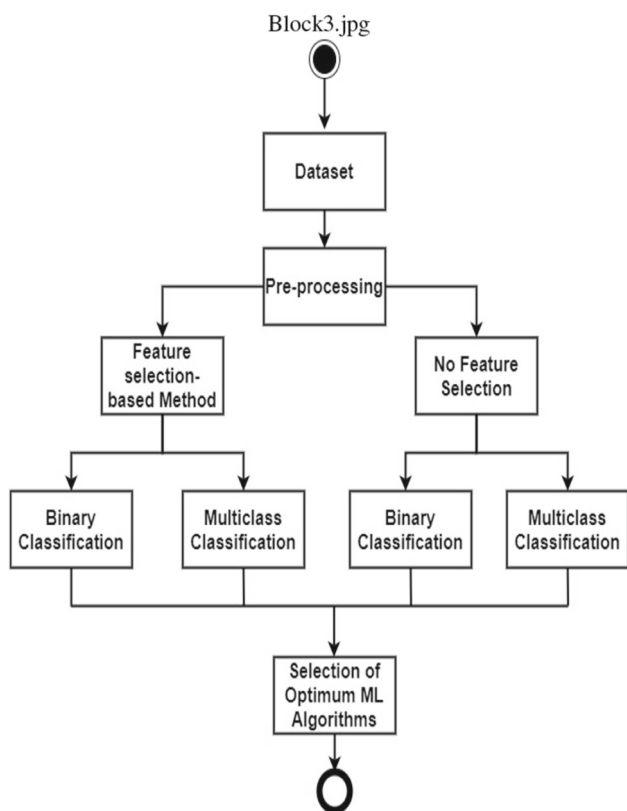 Block3.jpg
Dataset
Pre-processing
Feature
selection-
based Method
No Feature
Selection
Binary
Classification
Multiclass
Classification
Binary
Classification
Multiclass
Classification
Selection of
Optimum ML
Algorithms